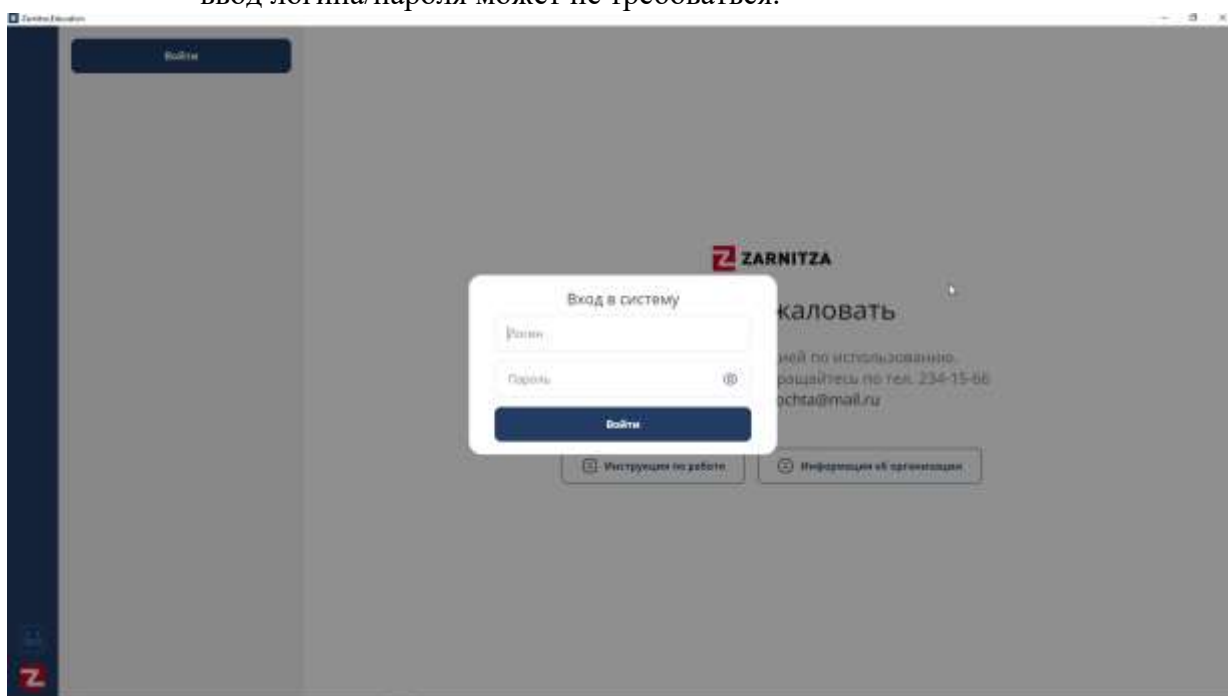 ввод логина/пароля может не требоваться.
Zarnitza.Education
Войти
ZARNITZA
Вход в систему
жаловать
Логин
ией по использованию.
Пароль
ращайтесь по тел. 234-15-66
ochta@mail.ru
Войти
Инструкция по работе
Информация об организации